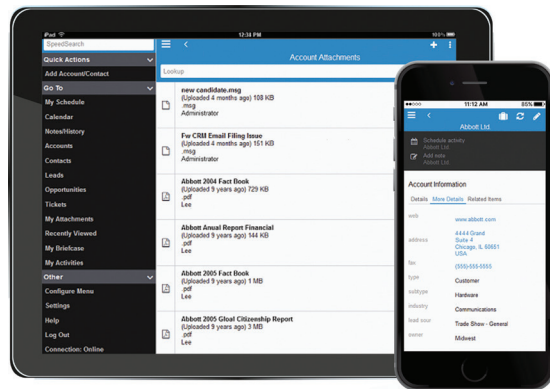 iPad
12:34 PM
100%
SpeedSearch
Quick Actions
Add Account/Contact
Go To
My Schedule
Calendar
Notes/History
Accounts
Contacts
Leads
Opportunities
Tickets
My Attachments
Recently Viewed
My Briefcase
My Activities
Other
Configure Menu
Settings
Help
Log Out
Connection: Online
Account Attachments
Lookup
new candidate.msg
(Uploaded 4 months ago) 108 KB
.msg
Administrator
Fw CRM Email Filing Issue
(Uploaded 4 months ago) 151 KB
.msg
Administrator
Abbott 2004 Fact Book
(Uploaded 9 years ago) 729 KB
.pdf
Lee
Abbott Anual Report Financial
(Uploaded 9 years ago) 144 KB
.pdf
Lee
Abbott 2005 Fact Book
(Uploaded 9 years ago) 1 MB
.pdf
Lee
Abbott 2005 Gloal Citizenship Report
(Uploaded 9 years ago) 3 MB
.pdf
Lee
11:12 AM
85%
Abbott Ltd.
Schedule activity
Abbott Ltd
Add note
Abbott Ltd
Account Information
Details More Details Related Items
web www.abbott.com
address 4444 Grand
Suite 4
Chicago, IL 60651
USA
fax (555)-555-5555
type Customer
subtype Hardware
industry Communications
lead sour Trade Show - General
owner Midwest